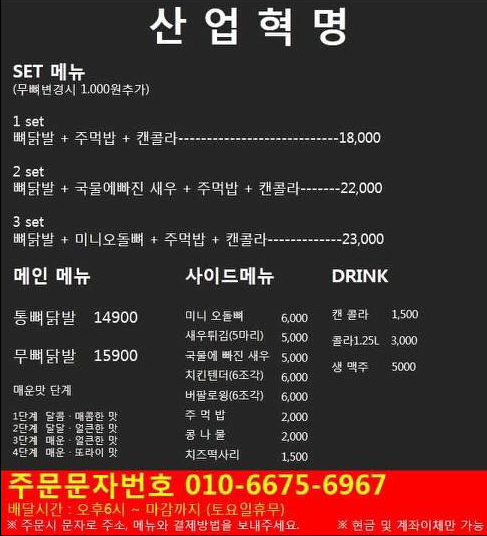 산업혁명
SET 메뉴
(무뼈변경시 1.000원추가)
1 set
뼈닭발 + 주먹밥 + 캔콜라----------------------------18,000
2 set
뼈닭발 + 국물에빠진 새우 + 주먹밥 + 캔콜라-------22,000
3 set
뼈닭발 + 미니오돌뼈 + 주먹밥 + 캔콜라-------------23,000
메인 메뉴
통뼈닭발 14900
무뼈닭발 15900
매운맛 단계
1단계 달콤 · 매콤한 맛
2단계 달달 · 얼큰한 맛
3단계 매운 · 얼큰한 맛
4단계 매운 · 또라이 맛
사이드메뉴
미니 오돌뼈 6,000
새우튀김(5마리) 5,000
국물에 빠진 새우 5,000
치킨텐더(6조각) 6,000
버팔로윙(6조각) 6,000
주 먹 밥 2,000
콩 나 물 2,000
치즈떡사리 1,500
DRINK
캔 콜라 1,500
콜라1.25L 3,000
생 맥주 5000
주문문자번호 010-6675-6967
배달시간 : 오후6시 ~ 마감까지 (토요일휴무)
※ 주문시 문자로 주소, 메뉴와 결제방법을 보내주세요. ※ 현금 및 계좌이체만 가능